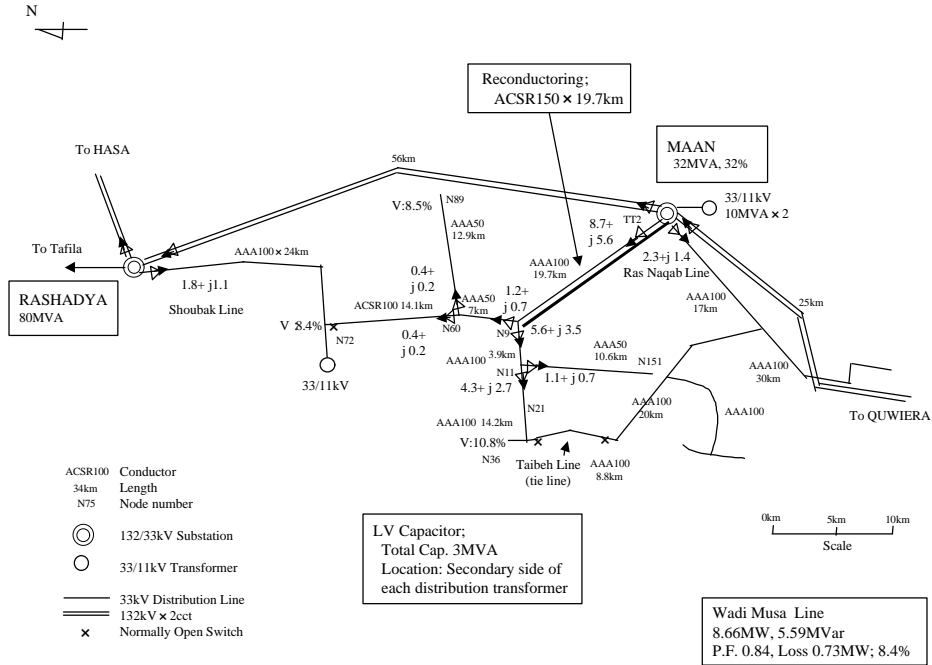 N
Reconductoring;
ACSR150 × 19.7km
MAAN
32MVA, 32%
To HASA
56km
33/11kV
10MVA × 2
V:8.5%
N89
TT2
8.7+
j 5.6
AAA50
12.9km
To Tafila
AAA100 × 24km
2.3+j 1.4
AAA100
19.7km
Ras Naqab Line
RASHADYA
80MVA
1.8+ j1.1
Shoubak Line
0.4+
j 0.2
1.2+
j 0.7
AAA100
17km
25km
ACSR100 14.1km
AAA50
7km
N60
N9
5.6+ j 3.5
V :8.4%
N72
0.4+
j 0.2
33/11kV
AAA100
3.9km
N11
AAA50
10.6km
N151
1.1+ j 0.7
4.3+ j 2.7
AAA100
30km
AAA100
20km
AAA100
To QUWIERA
N21
AAA100 14.2km
V:10.8%
N36
Taibeh Line
(tie line)
AAA100
8.8km
ACSR100 Conductor
34km Length
N75 Node number
132/33kV Substation
33/11kV Transformer
33kV Distribution Line
132kV × 2cct
× Normally Open Switch
LV Capacitor;
Total Cap. 3MVA
Location: Secondary side of
each distribution transformer
0km 5km 10km
Scale
Wadi Musa Line
8.66MW, 5.59MVar
P.F. 0.84, Loss 0.73MW; 8.4%